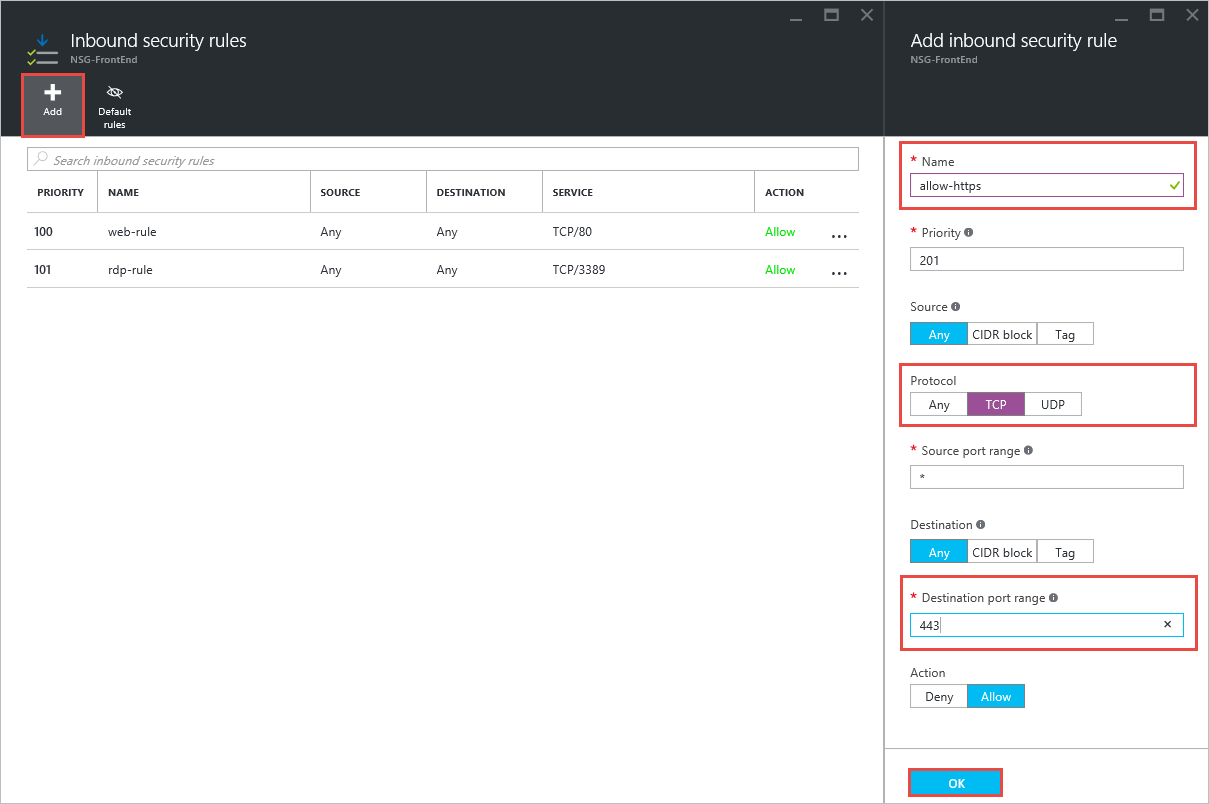 Inbound security rules
NSG-FrontEnd
Add
Default
rules
Search inbound security rules
PRIORITY NAME SOURCE DESTINATION SERVICE ACTION
100 web-rule Any Any TCP/80 Allow ...
101 rdp-rule Any Any TCP/3389 Allow ...
Add inbound security rule
NSG-FrontEnd
* Name
allow-https
* Priority
201
Source
Any CIDR block Tag
Protocol
Any TCP UDP
* Source port range
*
Destination
Any CIDR block Tag
* Destination port range
443
Action
Deny Allow
OK